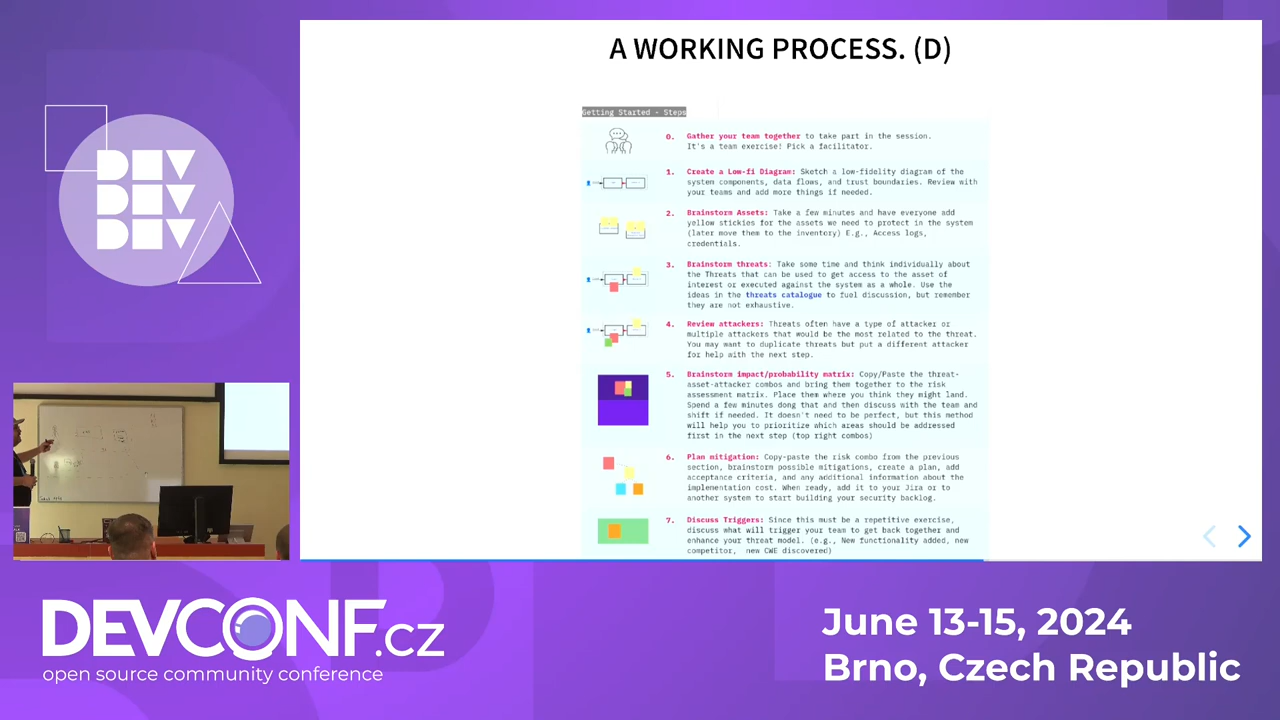 A WORKING PROCESS. (D)
Getting Started - Steps
0. Gather your team together to take part in the session.
It's a team exercise! Pick a facilitator.
1. Create a Low-fi Diagram: Sketch a low-fidelity diagram of the
system components, data flows, and trust boundaries. Review with
your teams and add more things if needed.
2. Brainstorm Assets: Take a few minutes and have everyone add
yellow stickies for the assets we need to protect in the system
(later move them to the inventory) E.g., Access logs,
credentials.
3. Brainstorm threats: Take some time and think individually about
the Threats that can be used to get access to the asset of
interest or executed against the system as a whole. Use the
ideas in the threats catalogue to fuel discussion, but remember
they are not exhaustive.
4. Review attackers: Threats often have a type of attacker or
multiple attackers that would be the most related to the threat.
You may want to duplicate threats but put a different attacker
for help aith the next step.
5. Brainstorm impact/probability matrix: Copy/Paste the threat-
asset-attacker combos and bring them together to the risk
assessment matrix. Place them where you think they might land.
Spend a few minutes dong that and then discuss with the team and
shift if needed. It doesn't need to be perfect, but this method
will help you to prioritize which areas should be addressed
first in the next step (top right combos)
6. Plan mitigation: Copy-paste the risk combo from the previous
section, brainstorm possible mitigations, create a plan, add
acceptance criteria, and any additional information about the
implementation cost. When ready, add it to your Jira or to
another system to start building your security backlog.
7. Discuss Triggers: Since this must be a repetitive exercise,
discuss what will trigger your team to get back together and
enhance your threat model. (e.g., New functionality added, new
competitor, new CWE discovered)
DEV
DEV
DEV
DEVCONF.cz
open source community conference
June 13-15, 2024
Brno, Czech Republic